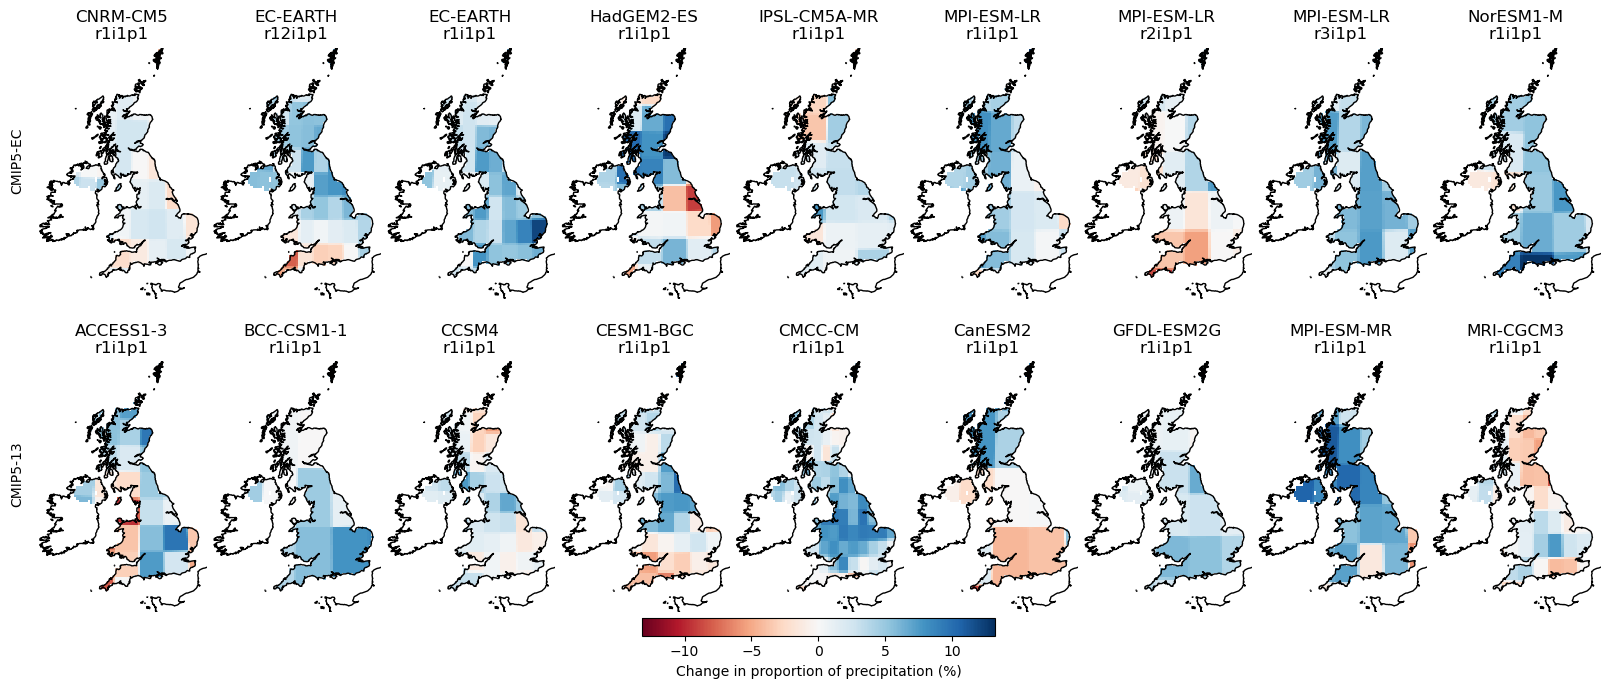 CNRM-CM5
r1i1p1
EC-EARTH
r12i1p1
EC-EARTH
r1i1p1
HadGEM2-ES
r1i1p1
IPSL-CM5A-MR
r1i1p1
MPI-ESM-LR
r1i1p1
MPI-ESM-LR
r2i1p1
MPI-ESM-LR
r3i1p1
NorESM1-M
r1i1p1
CMIP5-EC
ACCESS1-3
r1i1p1
BCC-CSM1-1
r1i1p1
CCSM4
r1i1p1
CESM1-BGC
r1i1p1
CMCC-CM
r1i1p1
CanESM2
r1i1p1
GFDL-ESM2G
r1i1p1
MPI-ESM-MR
r1i1p1
MRI-CGCM3
r1i1p1
CMIP5-13
−10 −5 0 5 10
Change in proportion of precipitation (%)